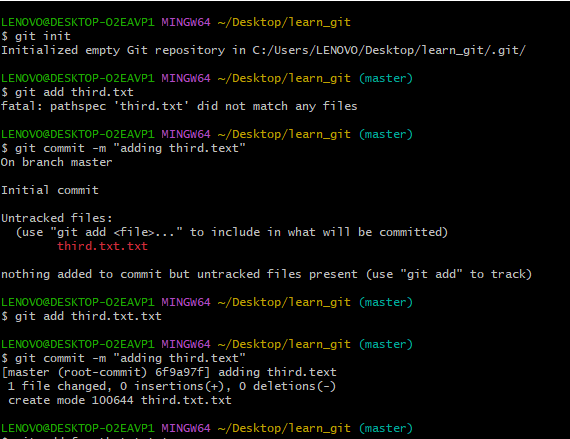 LENOVO@DESKTOP-O2EAVP1 MINGW64 ~/Desktop/learn_git
$ git init
Initialized empty Git repository in C:/Users/LENOVO/Desktop/learn_git/.git/
LENOVO@DESKTOP-O2EAVP1 MINGW64 ~/Desktop/learn_git (master)
$ git add third.txt
fatal: pathspec 'third.txt' did not match any files
LENOVO@DESKTOP-O2EAVP1 MINGW64 ~/Desktop/learn_git (master)
$ git commit -m "adding third.text"
On branch master
Initial commit
Untracked files:
(use "git add <file>..." to include in what will be committed)
third.txt.txt
nothing added to commit but untracked files present (use "git add" to track)
LENOVO@DESKTOP-O2EAVP1 MINGW64 ~/Desktop/learn_git (master)
$ git add third.txt.txt
LENOVO@DESKTOP-O2EAVP1 MINGW64 ~/Desktop/learn_git (master)
$ git commit -m "adding third.text"
[master (root-commit) 6f9a97f] adding third.text
1 file changed, 0 insertions(+), 0 deletions(-)
create mode 100644 third.txt.txt
LENOVO@DESKTOP-O2EAVP1 MINGW64 ~/Desktop/learn_git (master)